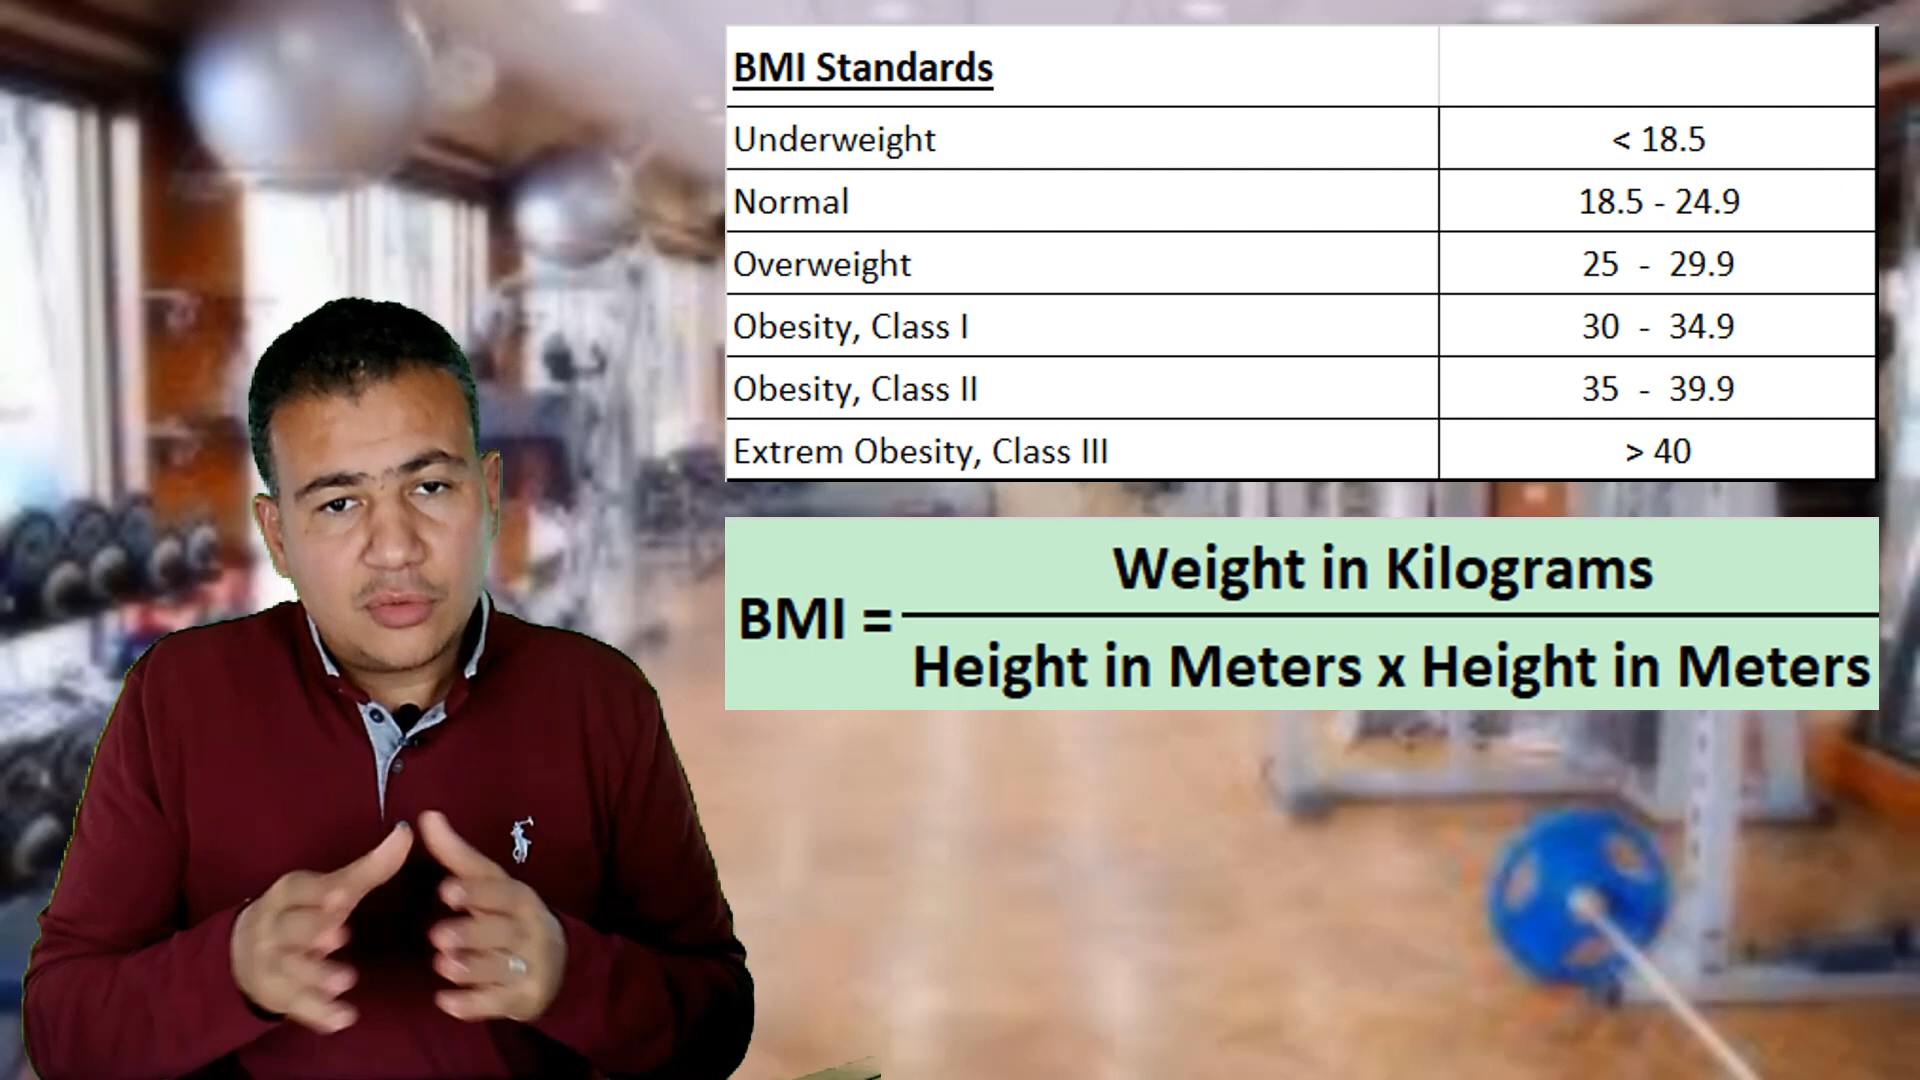 BMI Standards
Underweight < 18.5
Normal 18.5 - 24.9
Overweight 25 - 29.9
Obesity, Class I 30 - 34.9
Obesity, Class II 35 - 39.9
Extrem Obesity, Class III > 40
Weight in Kilograms
BMI =
Height in Meters x Height in Meters